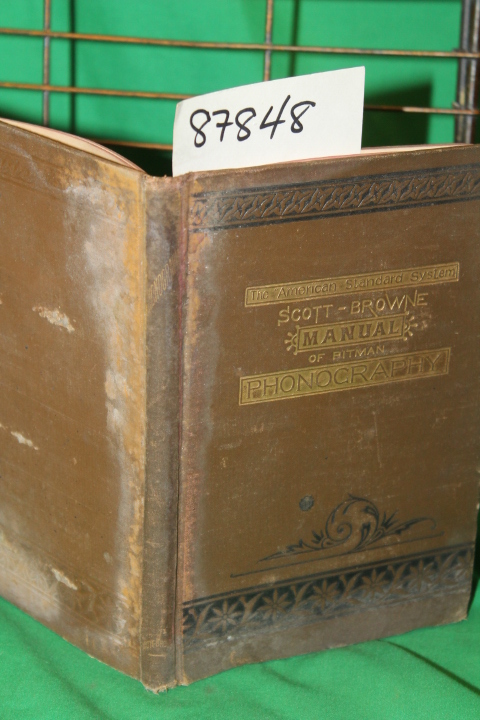 87848
The American Standard System
SCOTT-BROWNE
MANUAL
OF PITMAN
PHONOGRAPHY